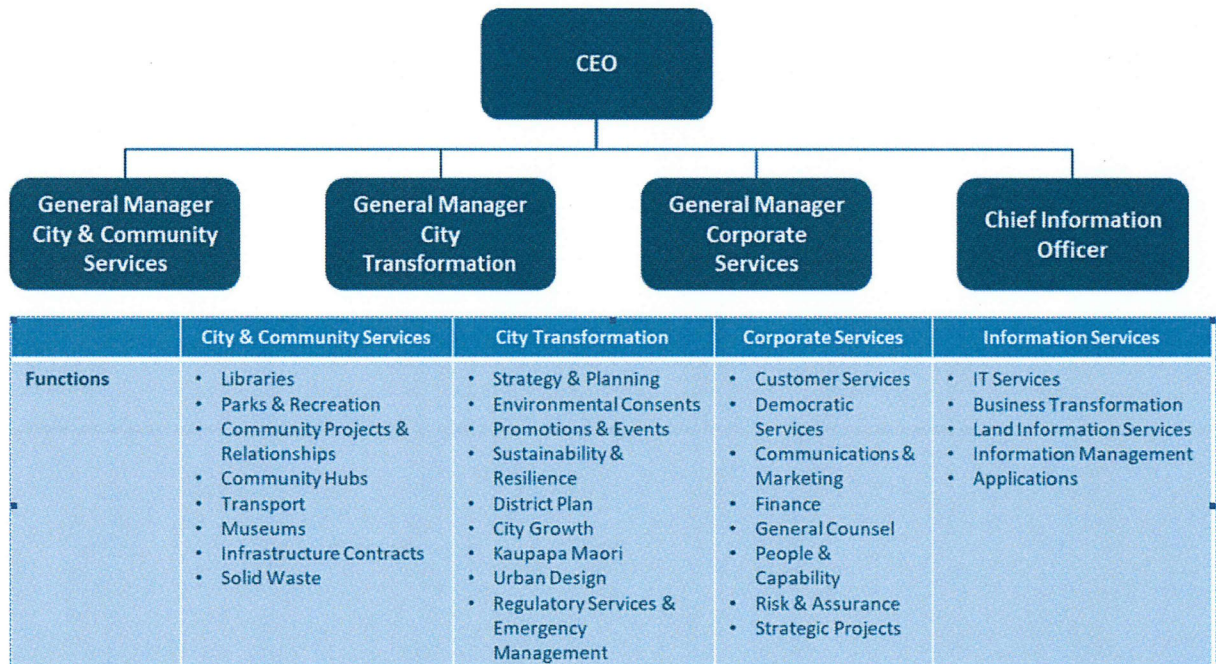 CEO
General Manager
City & Community
Services
General Manager
City
Transformation
General Manager
Corporate
Services
Chief Information
Officer
City & Community Services
City Transformation
Corporate Services
Information Services
Functions
• Libraries
• Parks & Recreation
• Community Projects &
Relationships
• Community Hubs
• Transport
• Museums
• Infrastructure Contracts
• Solid Waste
• Strategy & Planning
• Environmental Consents
• Promotions & Events
• Sustainability &
Resilience
• District Plan
• City Growth
• Kaupapa Maori
• Urban Design
• Regulatory Services &
Emergency
Management
• Customer Services
• Democratic
Services
• Communications &
Marketing
• Finance
• General Counsel
• People &
Capability
• Risk & Assurance
• Strategic Projects
• IT Services
• Business Transformation
• Land Information Services
• Information Management
• Applications